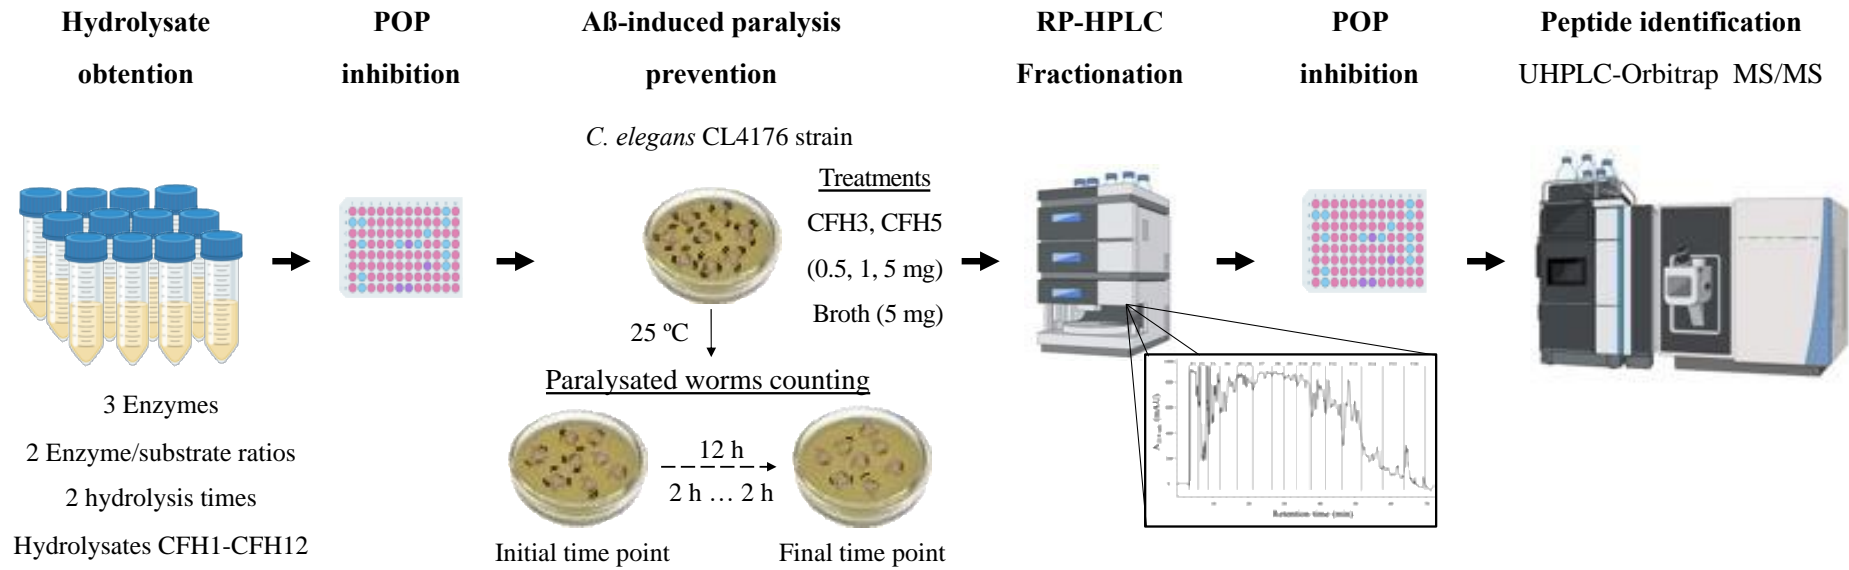 Hydrolysate
obtention
POP
inhibition
Aß-induced paralysis
prevention
RP-HPLC
Fractionation
POP
inhibition
Peptide identification
UHPLC-Orbitrap MS/MS
C. elegans CL4176 strain
Treatments
CFH3, CFH5
(0.5, 1, 5 mg)
Broth (5 mg)
25 ºC
Paralysated worms counting
12 h
2 h … 2 h
Initial time point
Final time point
3 Enzymes
2 Enzyme/substrate ratios
2 hydrolysis times
Hydrolysates CFH1-CFH12
Retention time (min)